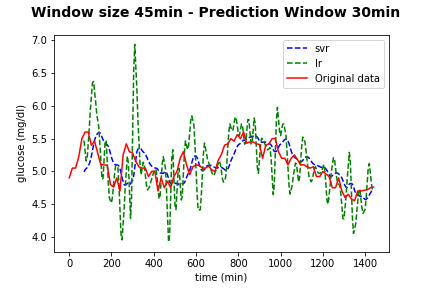 Window size 45min - Prediction Window 30min
svr
lr
Original data
glucose (mg/dl)
7.0
6.5
6.0
5.5
5.0
4.5
4.0
0 200 400 600 800 1000 1200 1400
time (min)